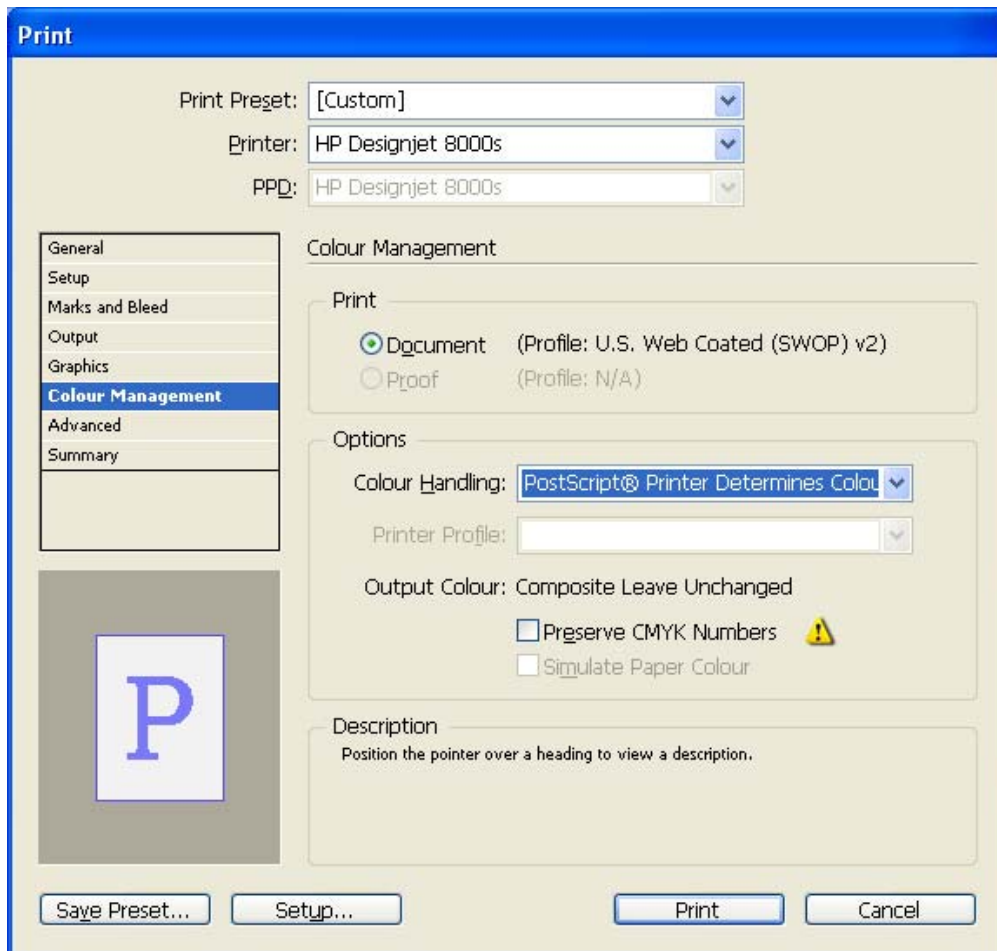 Print
Print Preset: [Custom]
Printer: HP Designjet 8000s
PPD: HP Designjet 8000s
General
Setup
Marks and Bleed
Output
Graphics
Colour Management
Advanced
Summary
Colour Management
Print
Document (Profile: U.S. Web Coated (SWOP) v2)
Proof (Profile: N/A)
Options
Colour Handling: PostScript® Printer Determines Colou
Printer Profile:
Output Colour: Composite Leave Unchanged
Preserve CMYK Numbers
Simulate Paper Colour
P
Description
Position the pointer over a heading to view a description.
Save Preset... Setup... Print Cancel